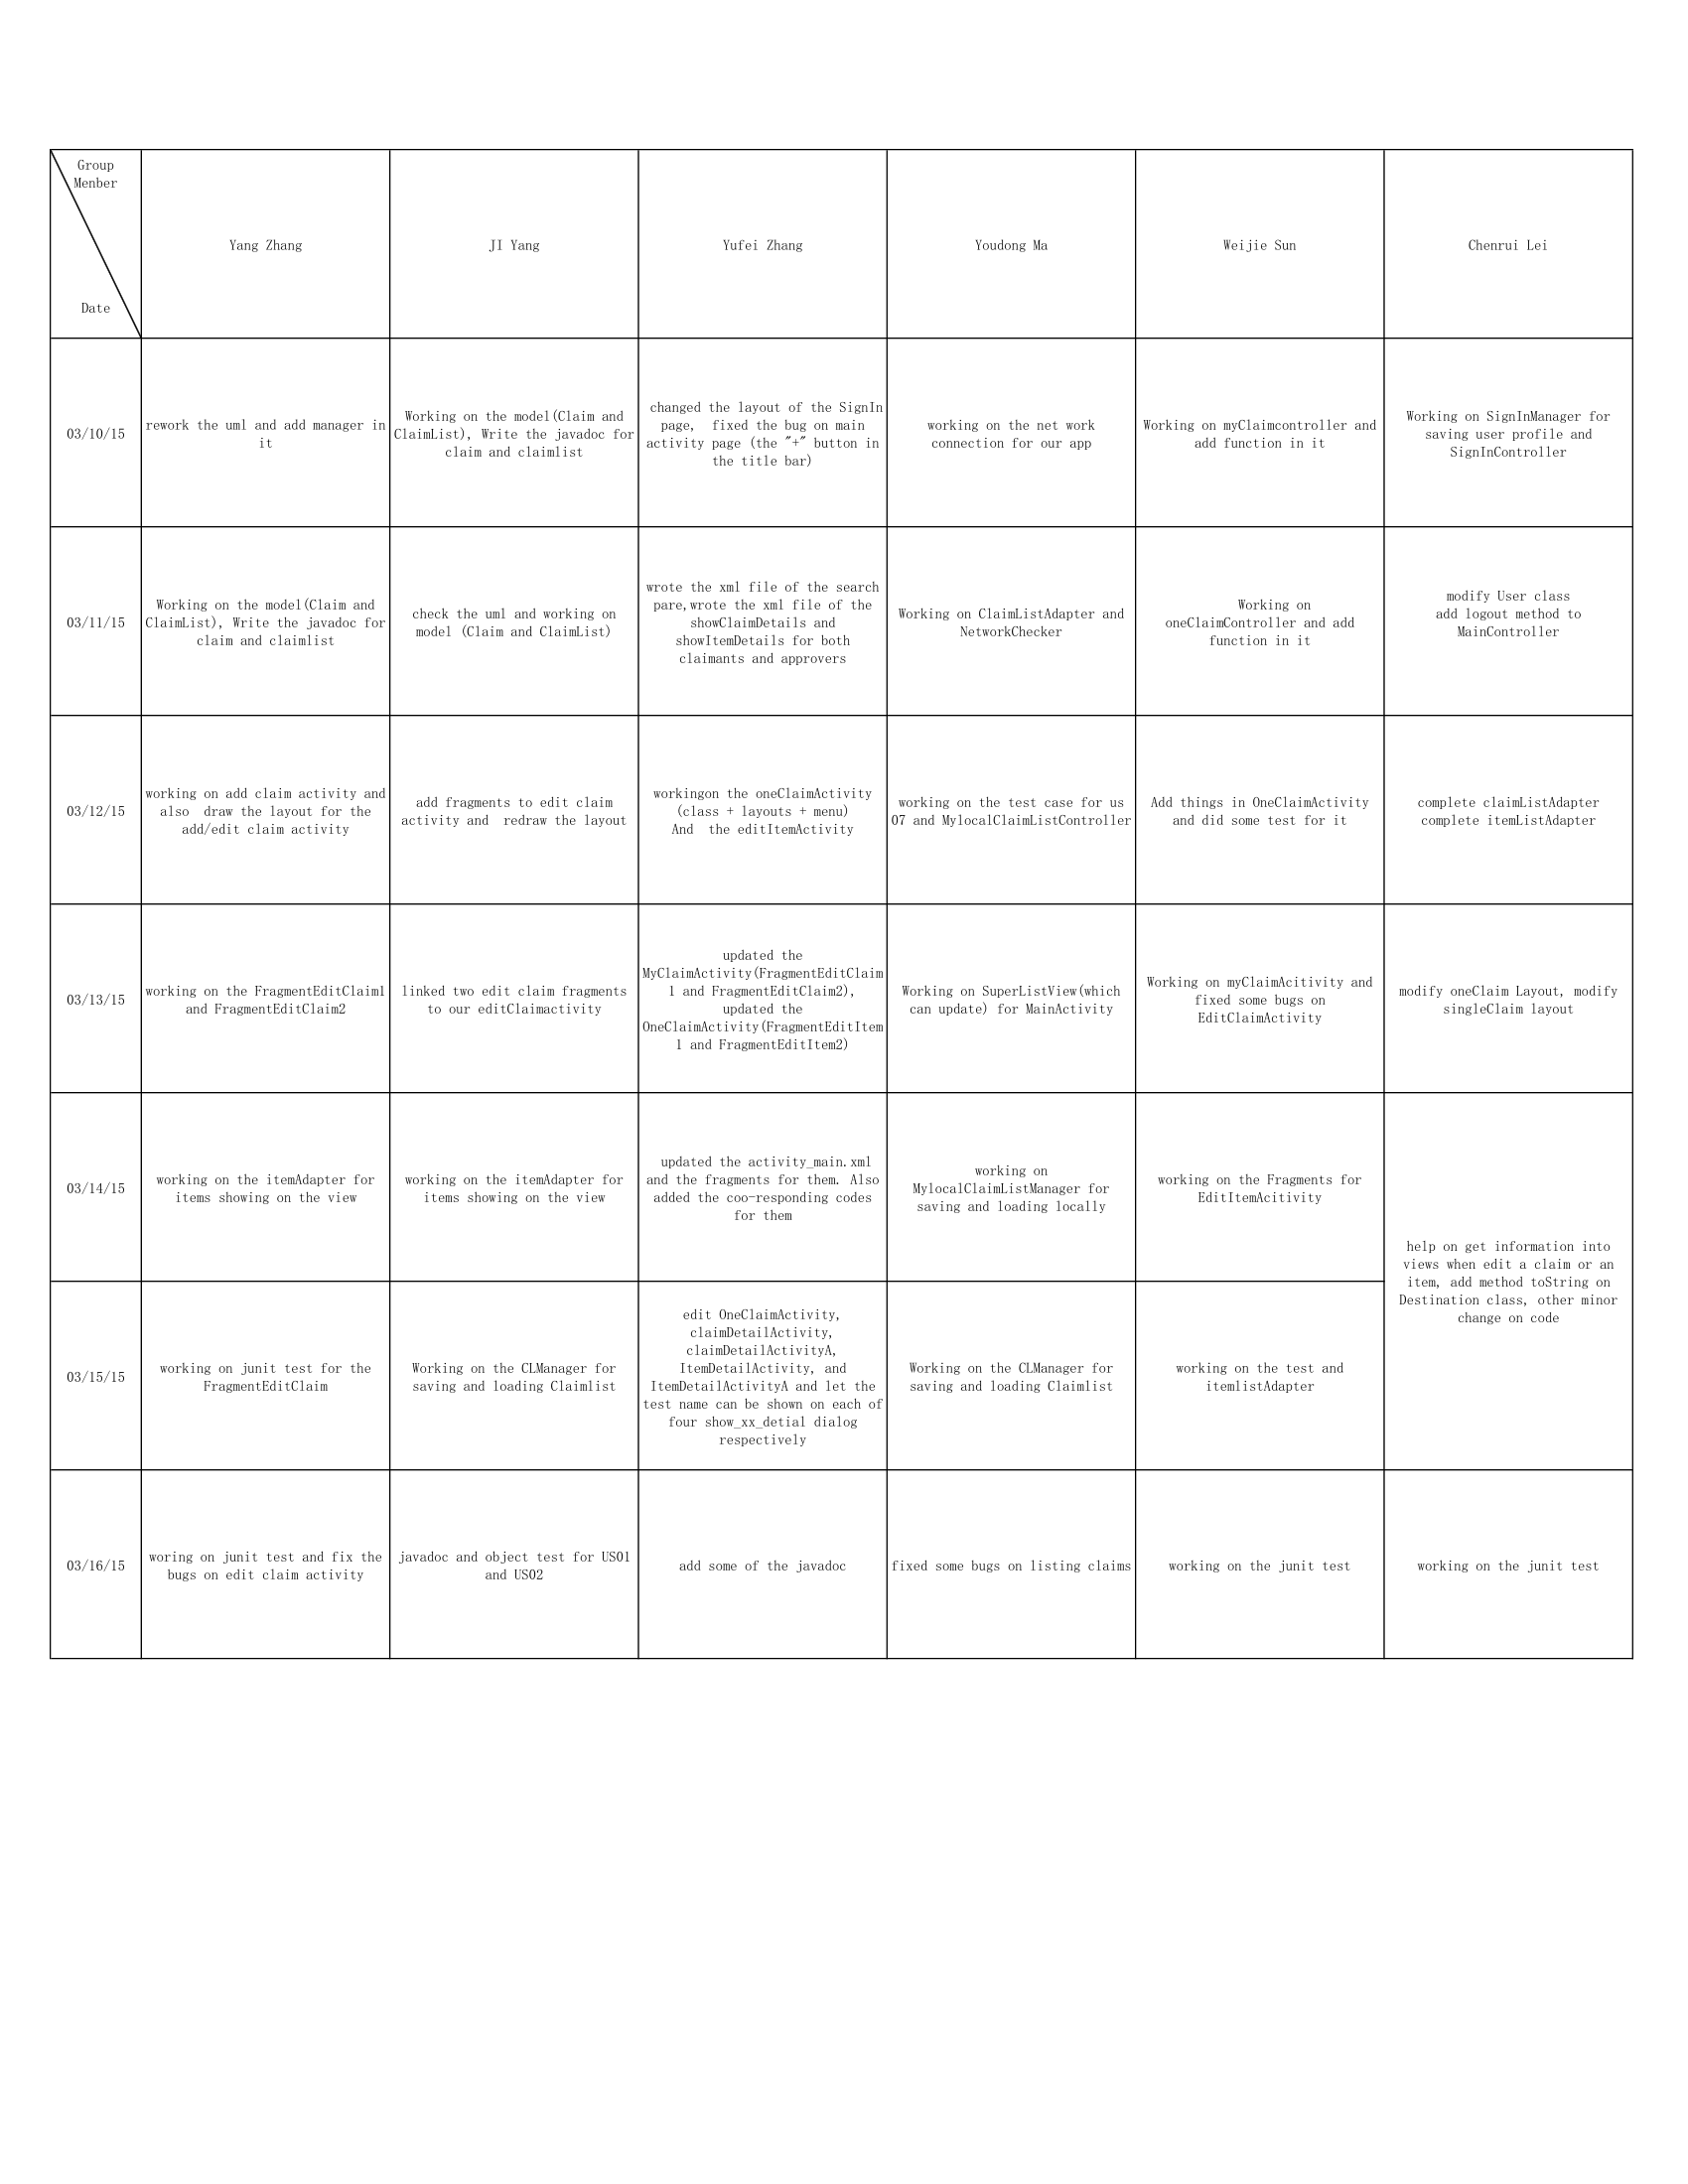 Group
Menber
Date
Yang Zhang
JI Yang
Yufei Zhang
Youdong Ma
Weijie Sun
Chenrui Lei
03/10/15
rework the uml and add manager in
it
Working on the model(Claim and
ClaimList), Write the javadoc for
claim and claimlist
changed the layout of the SignIn
page,  fixed the bug on main
activity page (the "+" button in
the title bar)
working on the net work
connection for our app
Working on myClaimcontroller and
add function in it
Working on SignInManager for
saving user profile and
SignInController
03/11/15
Working on the model(Claim and
ClaimList), Write the javadoc for
claim and claimlist
check the uml and working on
model (Claim and ClaimList)
wrote the xml file of the search
pare,wrote the xml file of the
showClaimDetails and
showItemDetails for both
claimants and approvers
Working on ClaimListAdapter and
NetworkChecker
Working on
oneClaimController and add
function in it
modify User class
add logout method to
MainController
03/12/15
working on add claim activity and
also  draw the layout for the
add/edit claim activity
add fragments to edit claim
activity and  redraw the layout
workingon the oneClaimActivity
(class + layouts + menu)
And  the editItemActivity
working on the test case for us
07 and MylocalClaimListController
Add things in OneClaimActivity
and did some test for it
complete claimListAdapter
complete itemListAdapter
03/13/15
working on the FragmentEditClaim1
and FragmentEditClaim2
linked two edit claim fragments
to our editClaimactivity
updated the
MyClaimActivity(FragmentEditClaim
1 and FragmentEditClaim2),
updated the
OneClaimActivity(FragmentEditItem
1 and FragmentEditItem2)
Working on SuperListView(which
can update) for MainActivity
Working on myClaimAcitivity and
fixed some bugs on
EditClaimActivity
modify oneClaim Layout, modify
singleClaim layout
03/14/15
working on the itemAdapter for
items showing on the view
working on the itemAdapter for
items showing on the view
updated the activity_main.xml
and the fragments for them. Also
added the coo-responding codes
for them
working on
MylocalClaimListManager for
saving and loading locally
working on the Fragments for
EditItemAcitivity
help on get information into
views when edit a claim or an
item, add method toString on
Destination class, other minor
change on code
03/15/15
working on junit test for the
FragmentEditClaim
Working on the CLManager for
saving and loading Claimlist
edit OneClaimActivity,
claimDetailActivity,
claimDetailActivityA,
ItemDetailActivity, and
ItemDetailActivityA and let the
test name can be shown on each of
four show_xx_detial dialog
respectively
Working on the CLManager for
saving and loading Claimlist
working on the test and
itemlistAdapter
03/16/15
woring on junit test and fix the
bugs on edit claim activity
javadoc and object test for US01
and US02
add some of the javadoc
fixed some bugs on listing claims
working on the junit test
working on the junit test